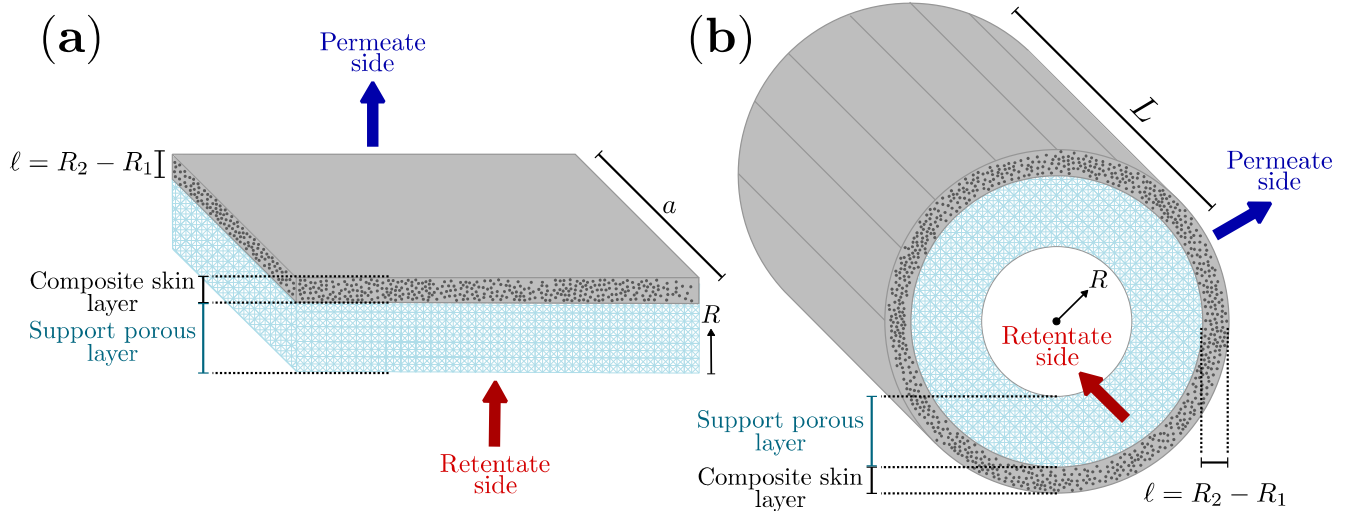 (a)
Permeate
side
ℓ = R₂ − R₁
a
Composite skin
layer
Support porous
layer
R
Retentate
side
(b)
L
Permeate
side
R
Retentate
side
Support porous
layer
Composite skin
layer
ℓ = R₂ − R₁